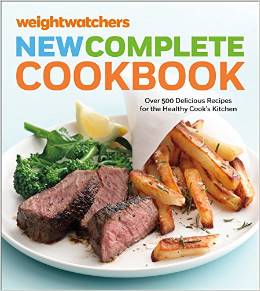 weightwatchers
NEW COMPLETE
COOKBOOK
Over 500 Delicious Recipes
for the Healthy Cook's Kitchen